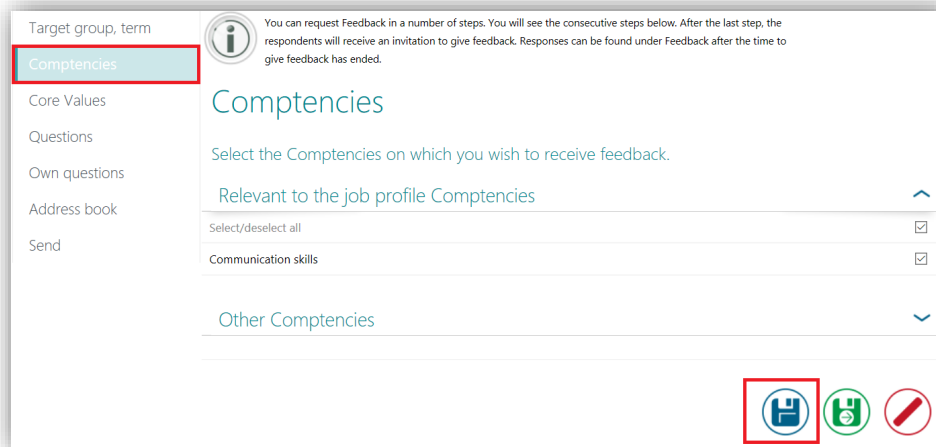 Target group, term
Comptencies
Core Values
Questions
Own questions
Address book
Send
You can request Feedback in a number of steps. You will see the consecutive steps below. After the last step, the
respondents will receive an invitation to give feedback. Responses can be found under Feedback after the time to
give feedback has ended.
Comptencies
Select the Comptencies on which you wish to receive feedback.
Relevant to the job profile Comptencies
Select/deselect all
Communication skills
Other Comptencies